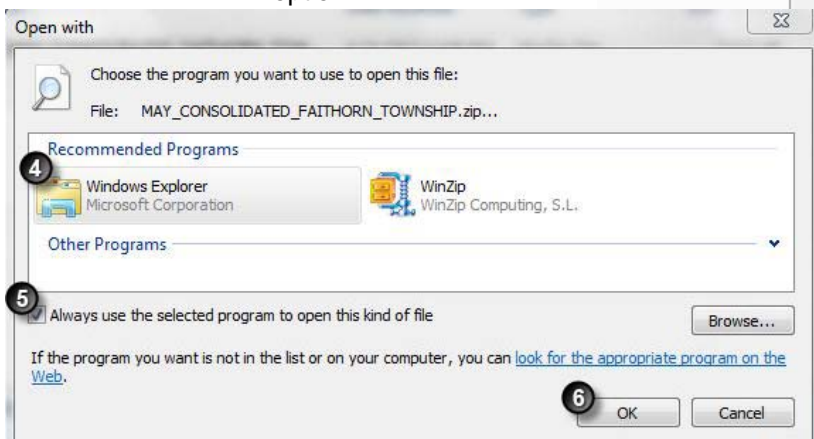 Open with
Choose the program you want to use to open this file:
File: MAY_CONSOLIDATED_FAITHORN_TOWNSHIP.zip...
Recommended Programs
4
Windows Explorer
Microsoft Corporation
WinZip
WinZip Computing, S.L.
Other Programs
5
Always use the selected program to open this kind of file
Browse...
If the program you want is not in the list or on your computer, you can look for the appropriate program on the
Web.
6
OK
Cancel